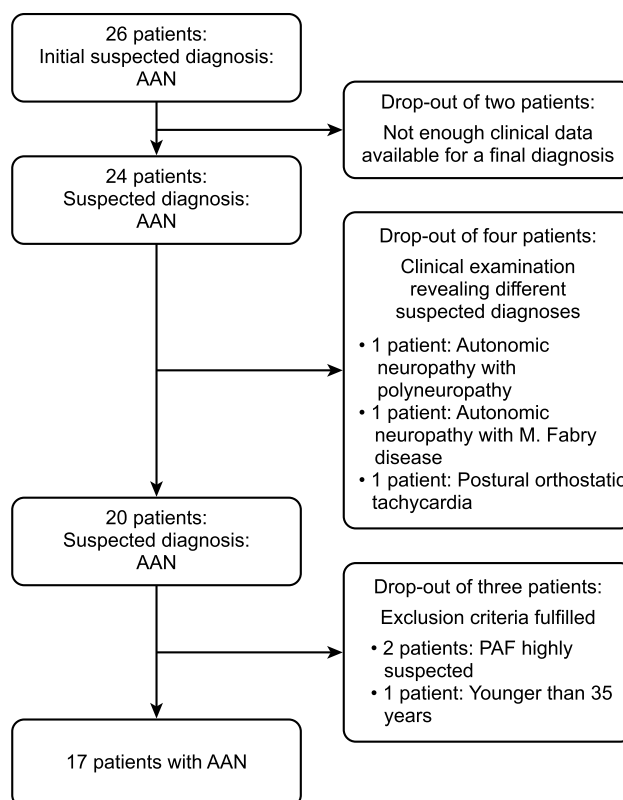 26 patients:
Initial suspected diagnosis:
AAN
Drop-out of two patients:
Not enough clinical data
available for a final diagnosis
24 patients:
Suspected diagnosis:
AAN
Drop-out of four patients:
Clinical examination
revealing different
suspected diagnoses
• 1 patient: Autonomic
neuropathy with
polyneuropathy
• 1 patient: Autonomic
neuropathy with M. Fabry
disease
• 1 patient: Postural orthostatic
tachycardia
20 patients:
Suspected diagnosis:
AAN
Drop-out of three patients:
Exclusion criteria fulfilled
• 2 patients: PAF highly
suspected
• 1 patient: Younger than 35
years
17 patients with AAN